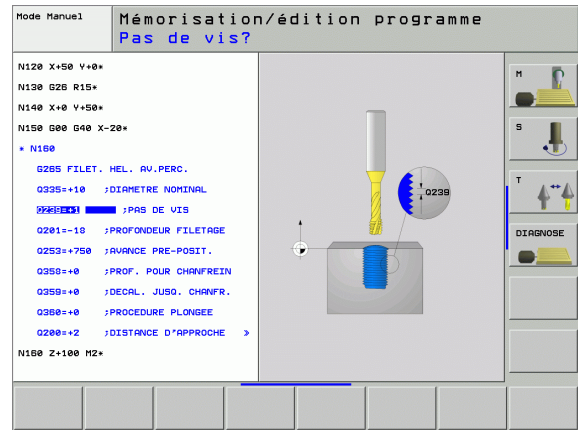 Mode Manuel
Mémorisation/édition programme
Pas de vis?
N120 X+50 Y+0*
N130 G26 R15*
N140 X+0 Y+50*
N150 G00 G40 X-20*
* N160
G265 FILET. HEL. AV.PERC.
Q335=+10 ;DIAMETRE NOMINAL
Q239=+1 ;PAS DE VIS
Q201=-18 ;PROFONDEUR FILETAGE
Q253=+750 ;AVANCE PRE-POSIT.
Q358=+0 ;PROF. POUR CHANFREIN
Q359=+0 ;DECAL. JUSQ. CHANFR.
Q360=+0 ;PROCEDURE PLONGEE
Q200=+2 ;DISTANCE D'APPROCHE »
N180 Z+100 M2*
Q239
M
S
T
DIAGNOSE